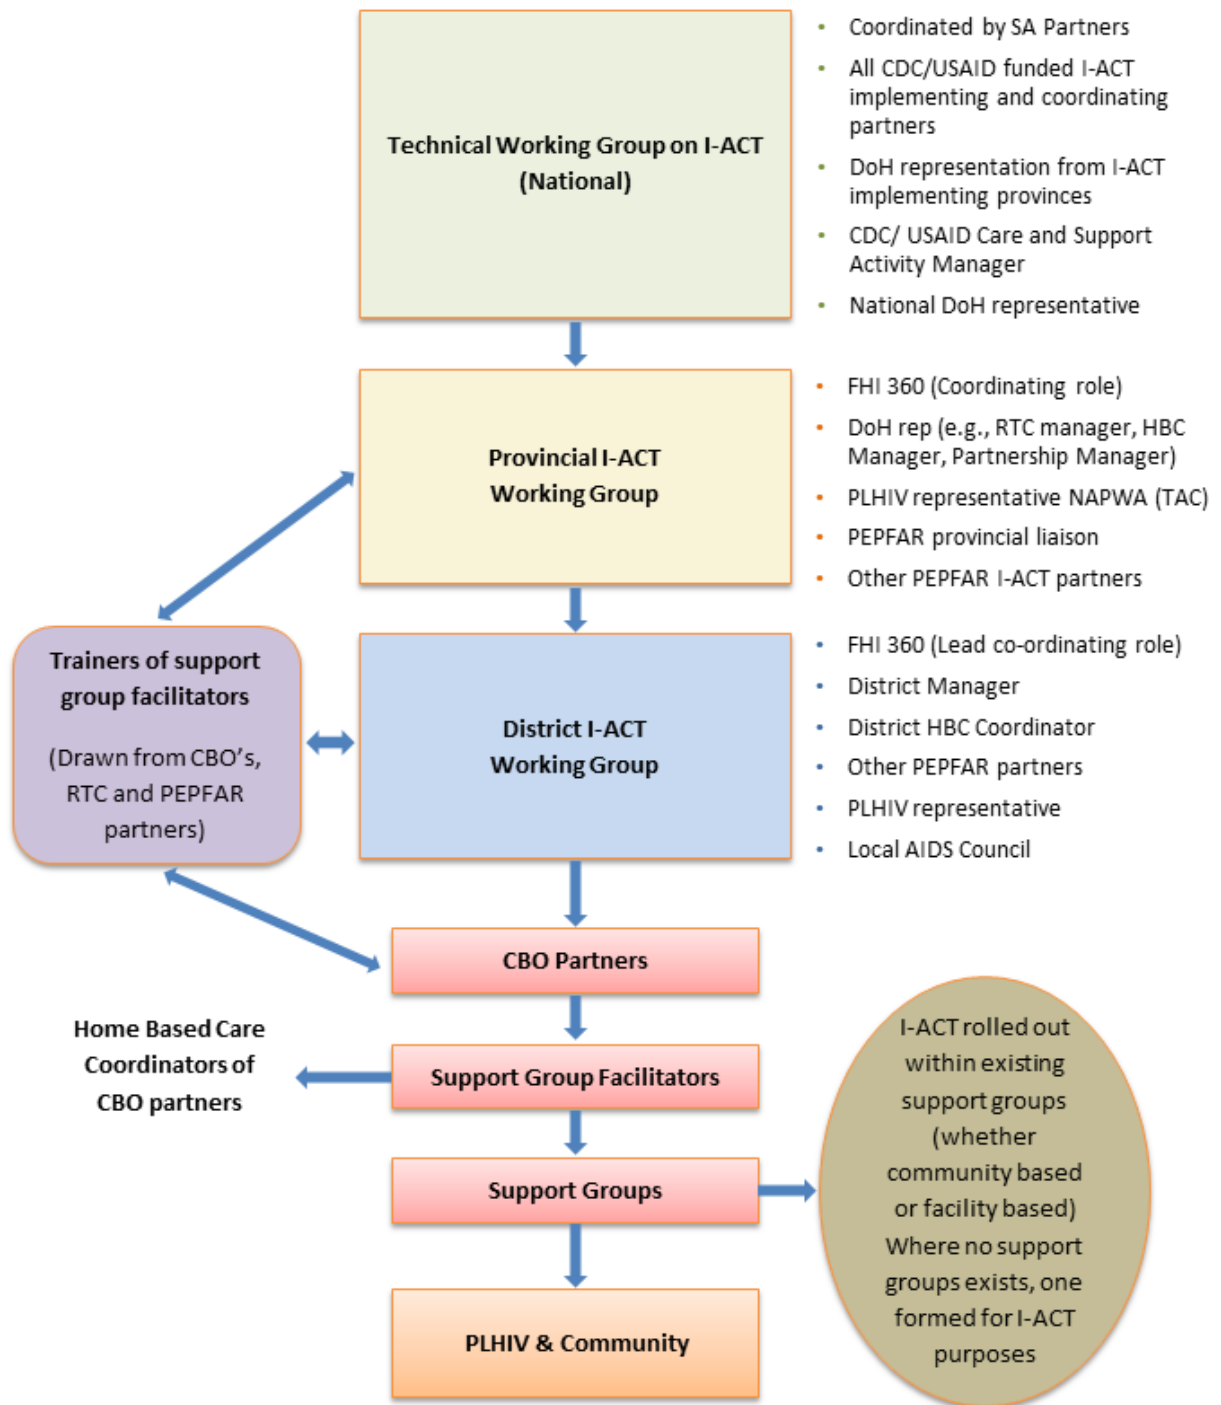 Technical Working Group on I-ACT
(National)
• Coordinated by SA Partners
• All CDC/USAID funded I-ACT
implementing and coordinating
partners
• DoH representation from I-ACT
implementing provinces
• CDC/ USAID Care and Support
Activity Manager
• National DoH representative
Provincial I-ACT
Working Group
• FHI 360 (Coordinating role)
• DoH rep (e.g., RTC manager, HBC
Manager, Partnership Manager)
• PLHIV representative NAPWA (TAC)
• PEPFAR provincial liaison
• Other PEPFAR I-ACT partners
Trainers of support
group facilitators
(Drawn from CBO's,
RTC and PEPFAR
partners)
District I-ACT
Working Group
• FHI 360 (Lead co-ordinating role)
• District Manager
• District HBC Coordinator
• Other PEPFAR partners
• PLHIV representative
• Local AIDS Council
CBO Partners
Home Based Care
Coordinators of
CBO partners
Support Group Facilitators
Support Groups
I-ACT rolled out
within existing
support groups
(whether
community based
or facility based)
Where no support
groups exists, one
formed for I-ACT
purposes
PLHIV & Community